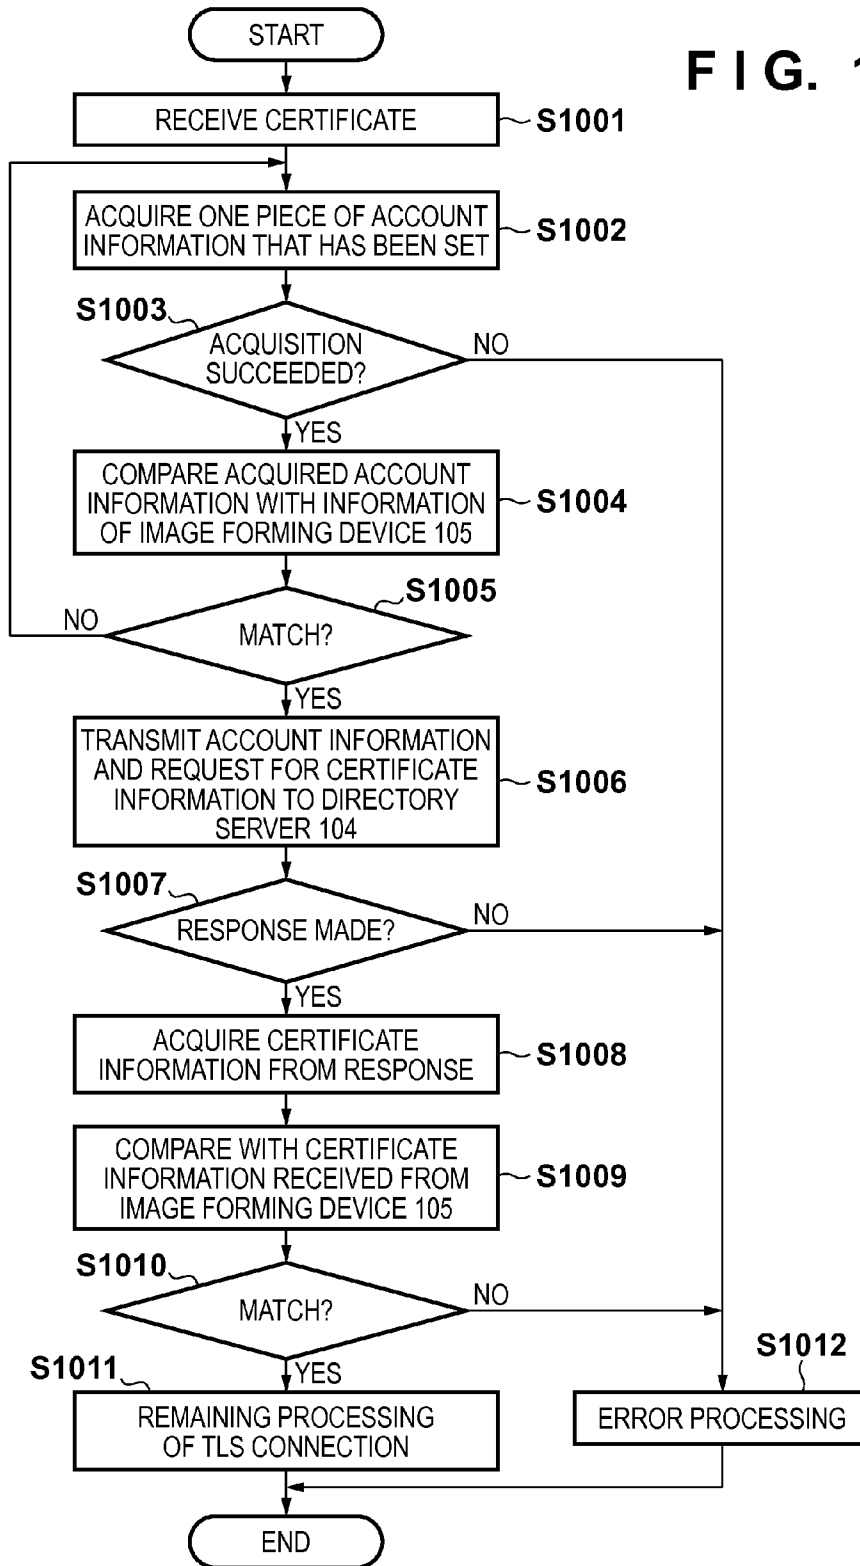 START
FIG. 1
RECEIVE CERTIFICATE
S1001
ACQUIRE ONE PIECE OF ACCOUNT
INFORMATION THAT HAS BEEN SET
S1002
S1003
ACQUISITION
SUCCEEDED?
NO
YES
COMPARE ACQUIRED ACCOUNT
INFORMATION WITH INFORMATION
OF IMAGE FORMING DEVICE 105
S1004
S1005
NO
MATCH?
YES
TRANSMIT ACCOUNT INFORMATION
AND REQUEST FOR CERTIFICATE
INFORMATION TO DIRECTORY
SERVER 104
S1006
S1007
RESPONSE MADE?
NO
YES
ACQUIRE CERTIFICATE
INFORMATION FROM RESPONSE
S1008
COMPARE WITH CERTIFICATE
INFORMATION RECEIVED FROM
IMAGE FORMING DEVICE 105
S1009
S1010
MATCH?
NO
YES
S1011
REMAINING PROCESSING
OF TLS CONNECTION
S1012
ERROR PROCESSING
END